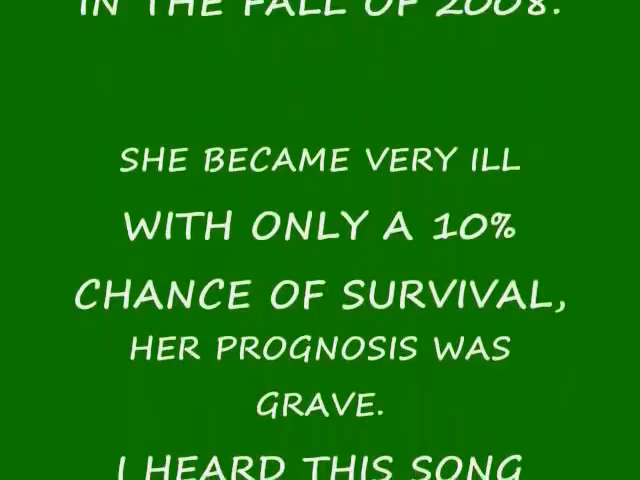 IN THE FALL OF 2008.
SHE BECAME VERY ILL
WITH ONLY A 10%
CHANCE OF SURVIVAL,
HER PROGNOSIS WAS
GRAVE.
I HEARD THIS SONG